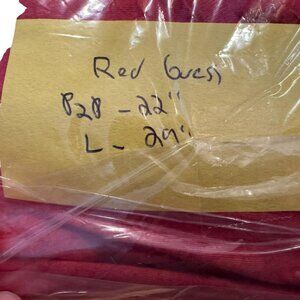 Red Guess
P2P - 22"
L - 29"